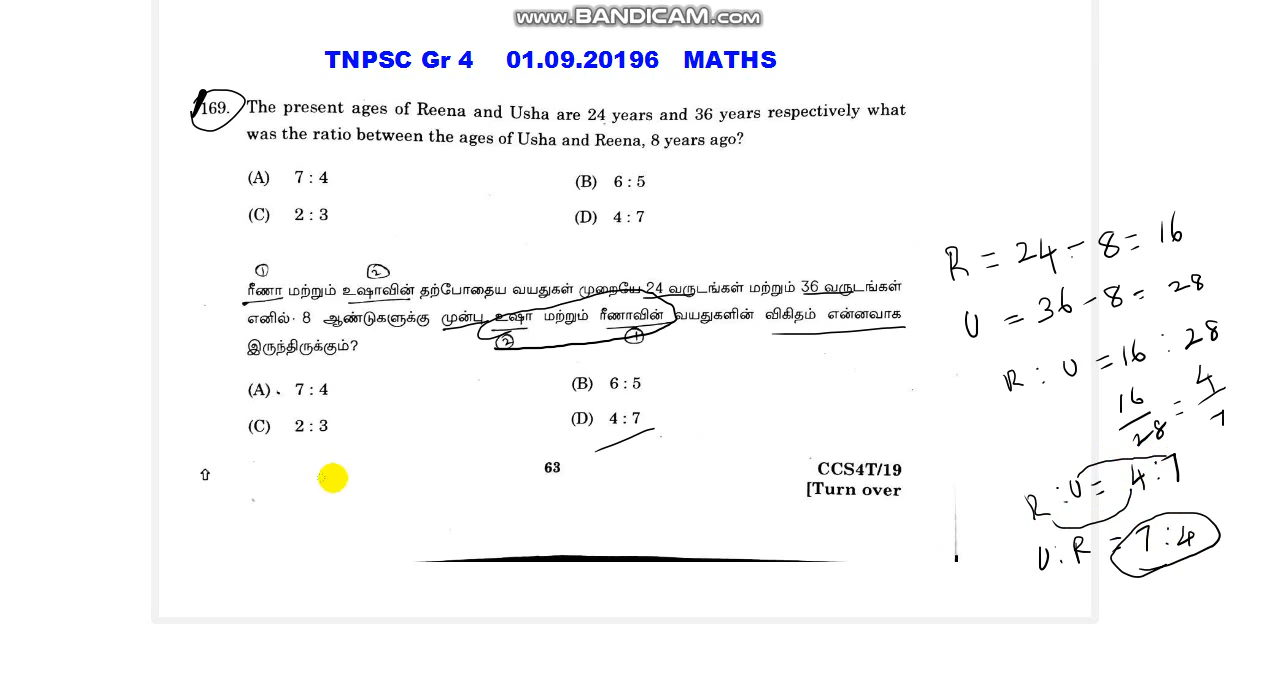 www.BANDICAM.com
TNPSC Gr 4 01.09.20196 MATHS
169. The present ages of Reena and Usha are 24 years and 36 years respectively what
was the ratio between the ages of Usha and Reena, 8 years ago?
(A) 7 : 4
(B) 6 : 5
(C) 2 : 3
(D) 4 : 7
1 2
ரீணா மற்றும் உஷாவின் தற்போதைய வயதுகள் முறையே 24 வருடங்கள் மற்றும் 36 வருடங்கள்
எனில் 8 ஆண்டுகளுக்கு முன்பு உஷா மற்றும் ரீணாவின் வயதுகளின் விகிதம் என்னவாக
2 1
இருந்திருக்கும்?
(A) 7 : 4
(B) 6 : 5
(C) 2 : 3
(D) 4 : 7
63
CCS4T/19
[Turn over
R = 24 - 8 = 16
U = 36 - 8 = 28
R : U = 16 : 28
16/28 = 4/7
R : U = 4 : 7
U : R = 7 : 4